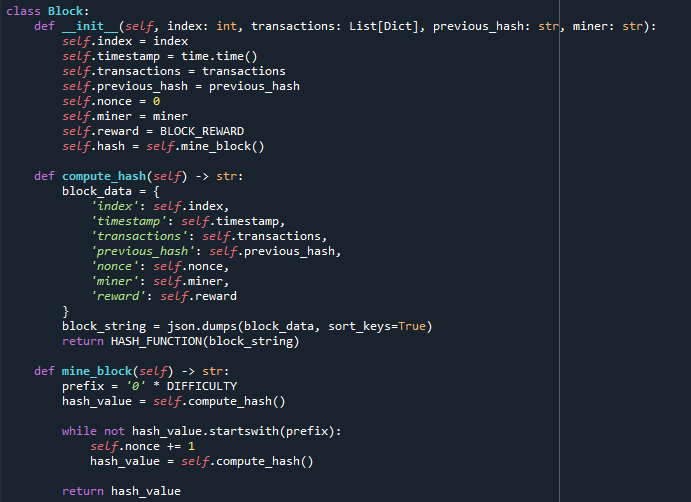 class Block:
    def __init__(self, index: int, transactions: List[Dict], previous_hash: str, miner: str):
        self.index = index
        self.timestamp = time.time()
        self.transactions = transactions
        self.previous_hash = previous_hash
        self.nonce = 0
        self.miner = miner
        self.reward = BLOCK_REWARD
        self.hash = self.mine_block()

    def compute_hash(self) -> str:
        block_data = {
            'index': self.index,
            'timestamp': self.timestamp,
            'transactions': self.transactions,
            'previous_hash': self.previous_hash,
            'nonce': self.nonce,
            'miner': self.miner,
            'reward': self.reward
        }
        block_string = json.dumps(block_data, sort_keys=True)
        return HASH_FUNCTION(block_string)

    def mine_block(self) -> str:
        prefix = '0' * DIFFICULTY
        hash_value = self.compute_hash()

        while not hash_value.startswith(prefix):
            self.nonce += 1
            hash_value = self.compute_hash()

        return hash_value